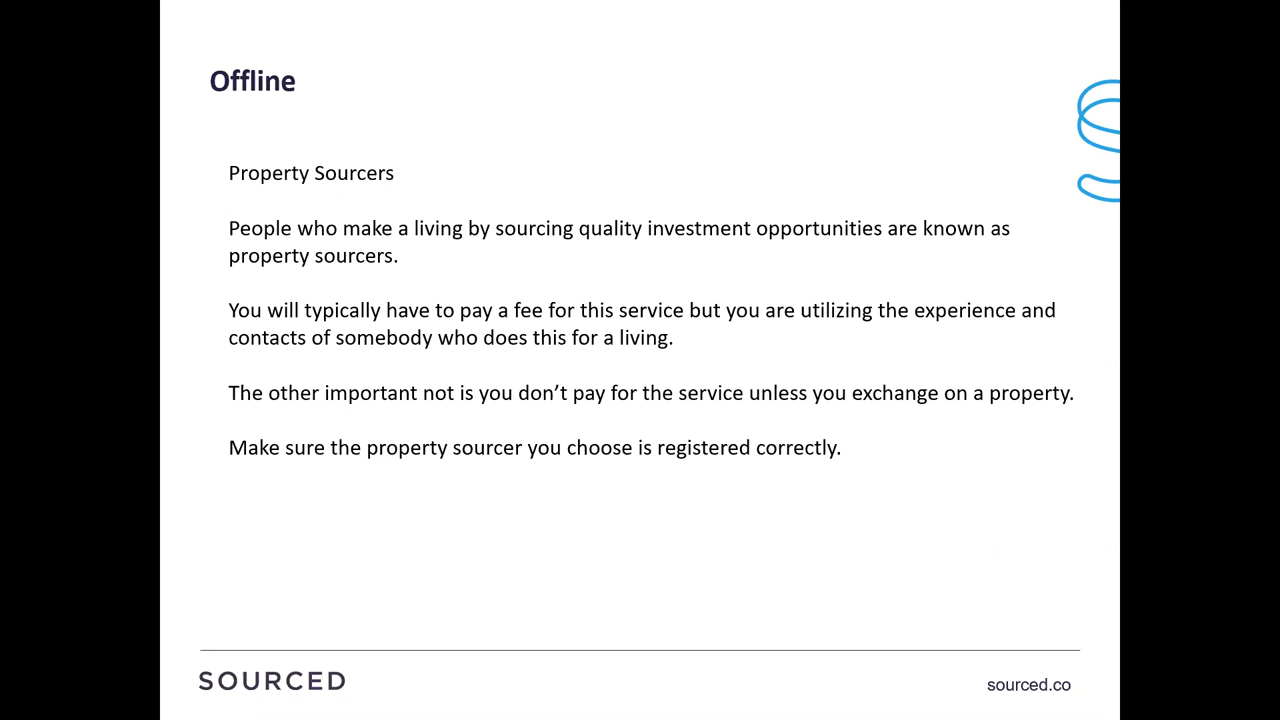 Offline
Property Sourcers
People who make a living by sourcing quality investment opportunities are known as
property sourcers.
You will typically have to pay a fee for this service but you are utilizing the experience and
contacts of somebody who does this for a living.
The other important not is you don’t pay for the service unless you exchange on a property.
Make sure the property sourcer you choose is registered correctly.
SOURCED
sourced.co